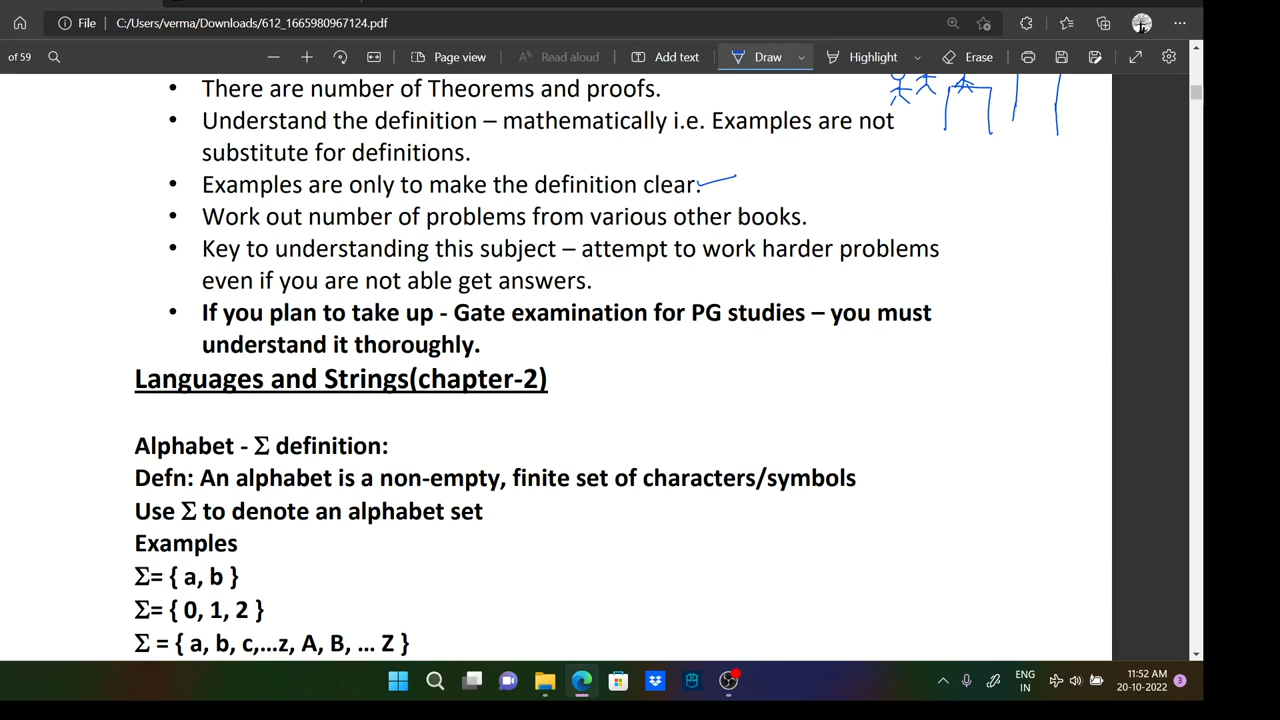 File C:/Users/verma/Downloads/612_1665980967124.pdf
of 59 Page view Read aloud Add text Draw Highlight Erase
• There are number of Theorems and proofs.
• Understand the definition – mathematically i.e. Examples are not
substitute for definitions.
• Examples are only to make the definition clear.
• Work out number of problems from various other books.
• Key to understanding this subject – attempt to work harder problems
even if you are not able get answers.
• If you plan to take up - Gate examination for PG studies – you must
understand it thoroughly.
Languages and Strings(chapter-2)
Alphabet - Σ definition:
Defn: An alphabet is a non-empty, finite set of characters/symbols
Use Σ to denote an alphabet set
Examples
Σ= { a, b }
Σ= { 0, 1, 2 }
Σ = { a, b, c,…z, A, B, … Z }
ENG
IN
11:52 AM
20-10-2022
3